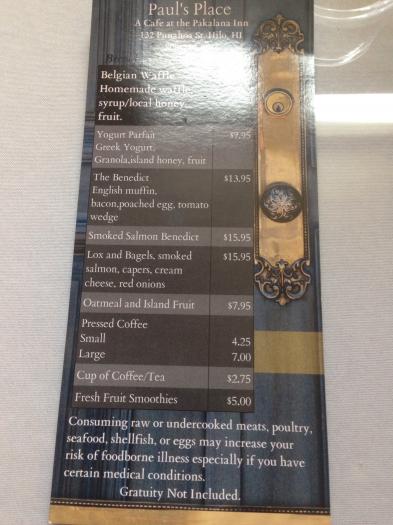 Paul's Place
A Cafe at the Pakalana Inn
132 Punahoa St. Hilo, HI
Belgian Waffle
Homemade waffle,
syrup/local honey,
fruit.
Yogurt Parfait $7.95
Greek Yogurt.
Granola,island honey, fruit
The Benedict $13.95
English muffin,
bacon,poached egg, tomato
wedge
Smoked Salmon Benedict $15.95
Lox and Bagels, smoked $15.95
salmon, capers, cream
cheese, red onions
Oatmeal and Island Fruit $7.95
Pressed Coffee
Small 4.25
Large 7.00
Cup of Coffee/Tea $2.75
Fresh Fruit Smoothies $5.00
Consuming raw or undercooked meats, poultry,
seafood, shellfish, or eggs may increase your
risk of foodborne illness especially if you have
certain medical conditions.
Gratuity Not Included.